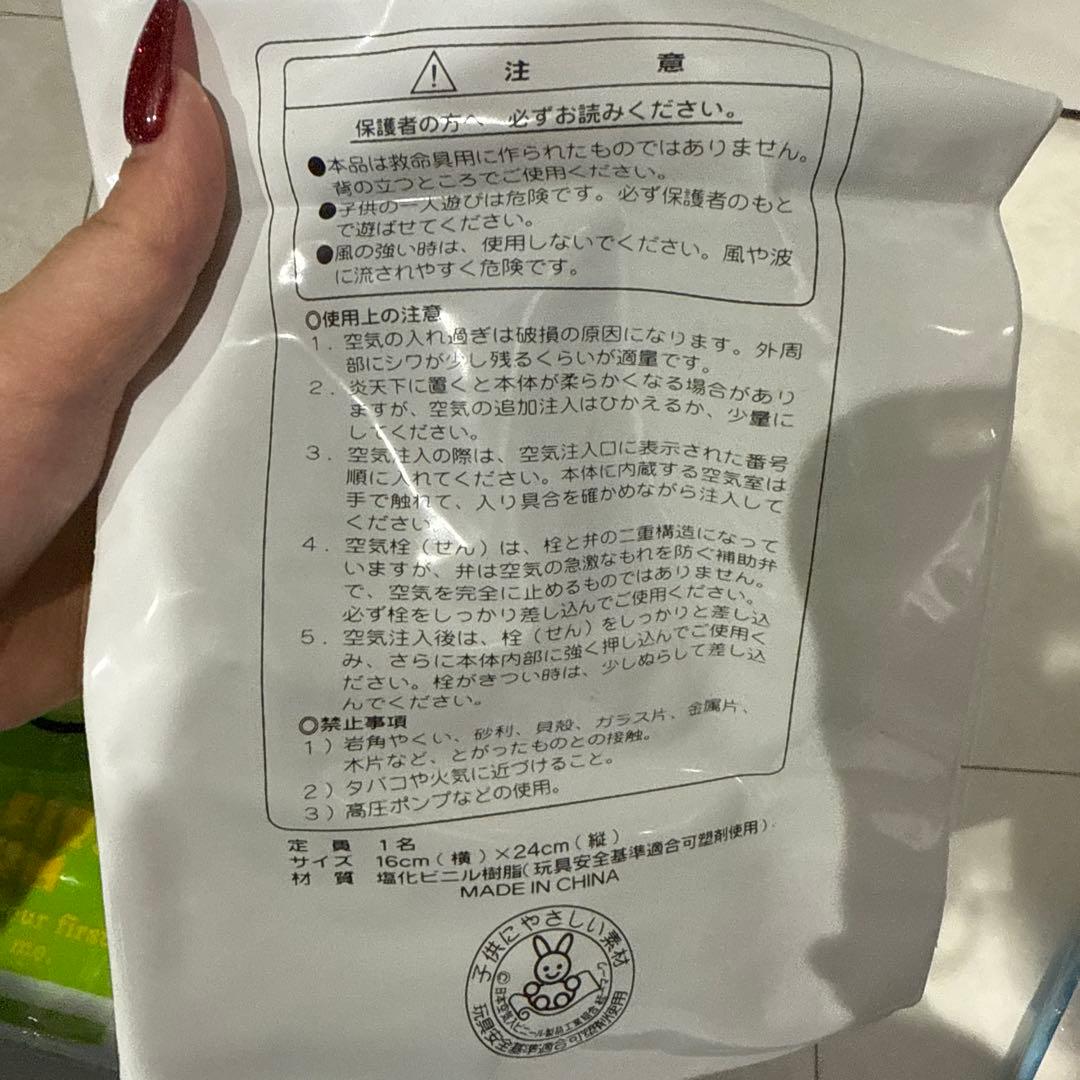 注 意
保護者の方へ 必ずお読みください。
●本品は救命具用に作られたものではありません。
背の立つところでご使用ください。
●子供の一人遊びは危険です。必ず保護者のもと
で遊ばせてください。
●風の強い時は、使用しないでください。風や波
に流されやすく危険です。
◎使用上の注意
1．空気の入れ過ぎは破損の原因になります。外周
部にシワが少し残るくらいが適量です。
2．炎天下に置くと本体が柔らかくなる場合があり
ますが、空気の追加注入はひかえるか、少量に
してください。
3．空気注入の際は、空気注入口に表示された番号
順に入れてください。本体に内蔵する空気室は
手で触れて、入り具合を確かめながら注入して
ください。
4．空気栓（せん）は、栓と弁の二重構造になって
いますが、弁は空気の急激なもれを防ぐ補助弁
で、空気を完全に止めるものではありません。
必ず栓をしっかり差し込んでご使用ください。
5．空気注入後は、栓（せん）をしっかりと差し込
み、さらに本体内部に強く押し込んでご使用く
ださい。栓がきつい時は、少しぬらして差し込
んでください。
◎禁止事項
1）岩角やくい、砂利、貝殻、ガラス片、金属片、
木片など、とがったものとの接触。
2）タバコや火気に近づけること。
3）高圧ポンプなどの使用。
定 員 1名
サイズ 16cm（横）×24cm（縦）
材 質 塩化ビニル樹脂（玩具安全基準適合可塑剤使用）
MADE IN CHINA
子供にやさしい素材
玩具安全基準適合可塑剤使用
your first
me.